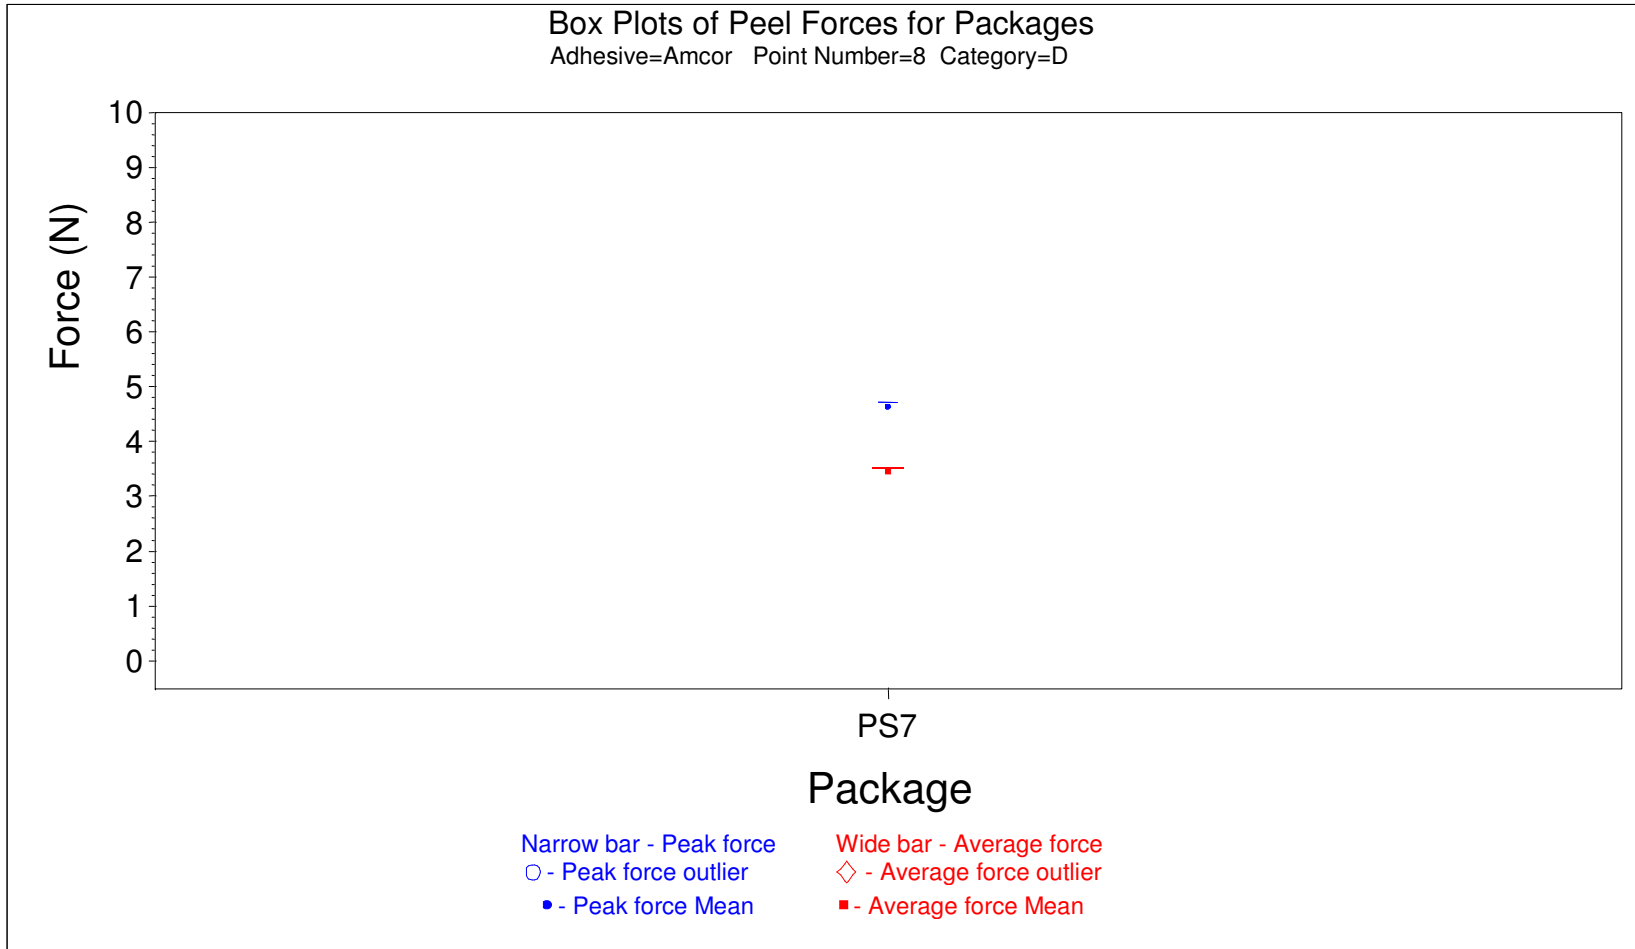 Box Plots of Peel Forces for Packages
Adhesive=Amcor Point Number=8 Category=D
Force (N)
10
9
8
7
6
5
4
3
2
1
0
PS7
Package
Narrow bar - Peak force Wide bar - Average force
- Peak force outlier - Average force outlier
- Peak force Mean - Average force Mean